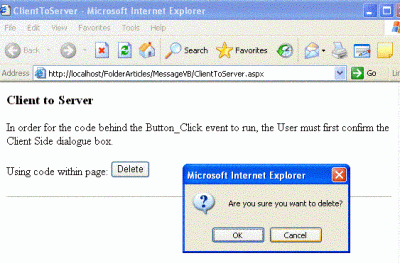 ClientToServer - Microsoft Internet Explorer
File Edit View Favorites Tools Help
Back Search Favorites
Address http://localhost/FolderArticles/MessageVB/ClientToServer.aspx Go Lin
Client to Server
In order for the code behind the Button_Click event to run, the User must first confirm the
Client Side dialogue box.
Using code within page: Delete
Microsoft Internet Explorer
Are you sure you want to delete?
OK Cancel